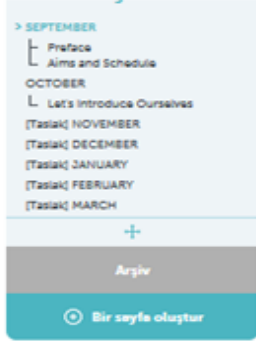 > SEPTEMBER
Preface
Aims and Schedule
OCTOBER
Let's Introduce Ourselves
[Taslak] NOVEMBER
[Taslak] DECEMBER
[Taslak] JANUARY
[Taslak] FEBRUARY
[Taslak] MARCH
Arşiv
Bir sayfa oluştur